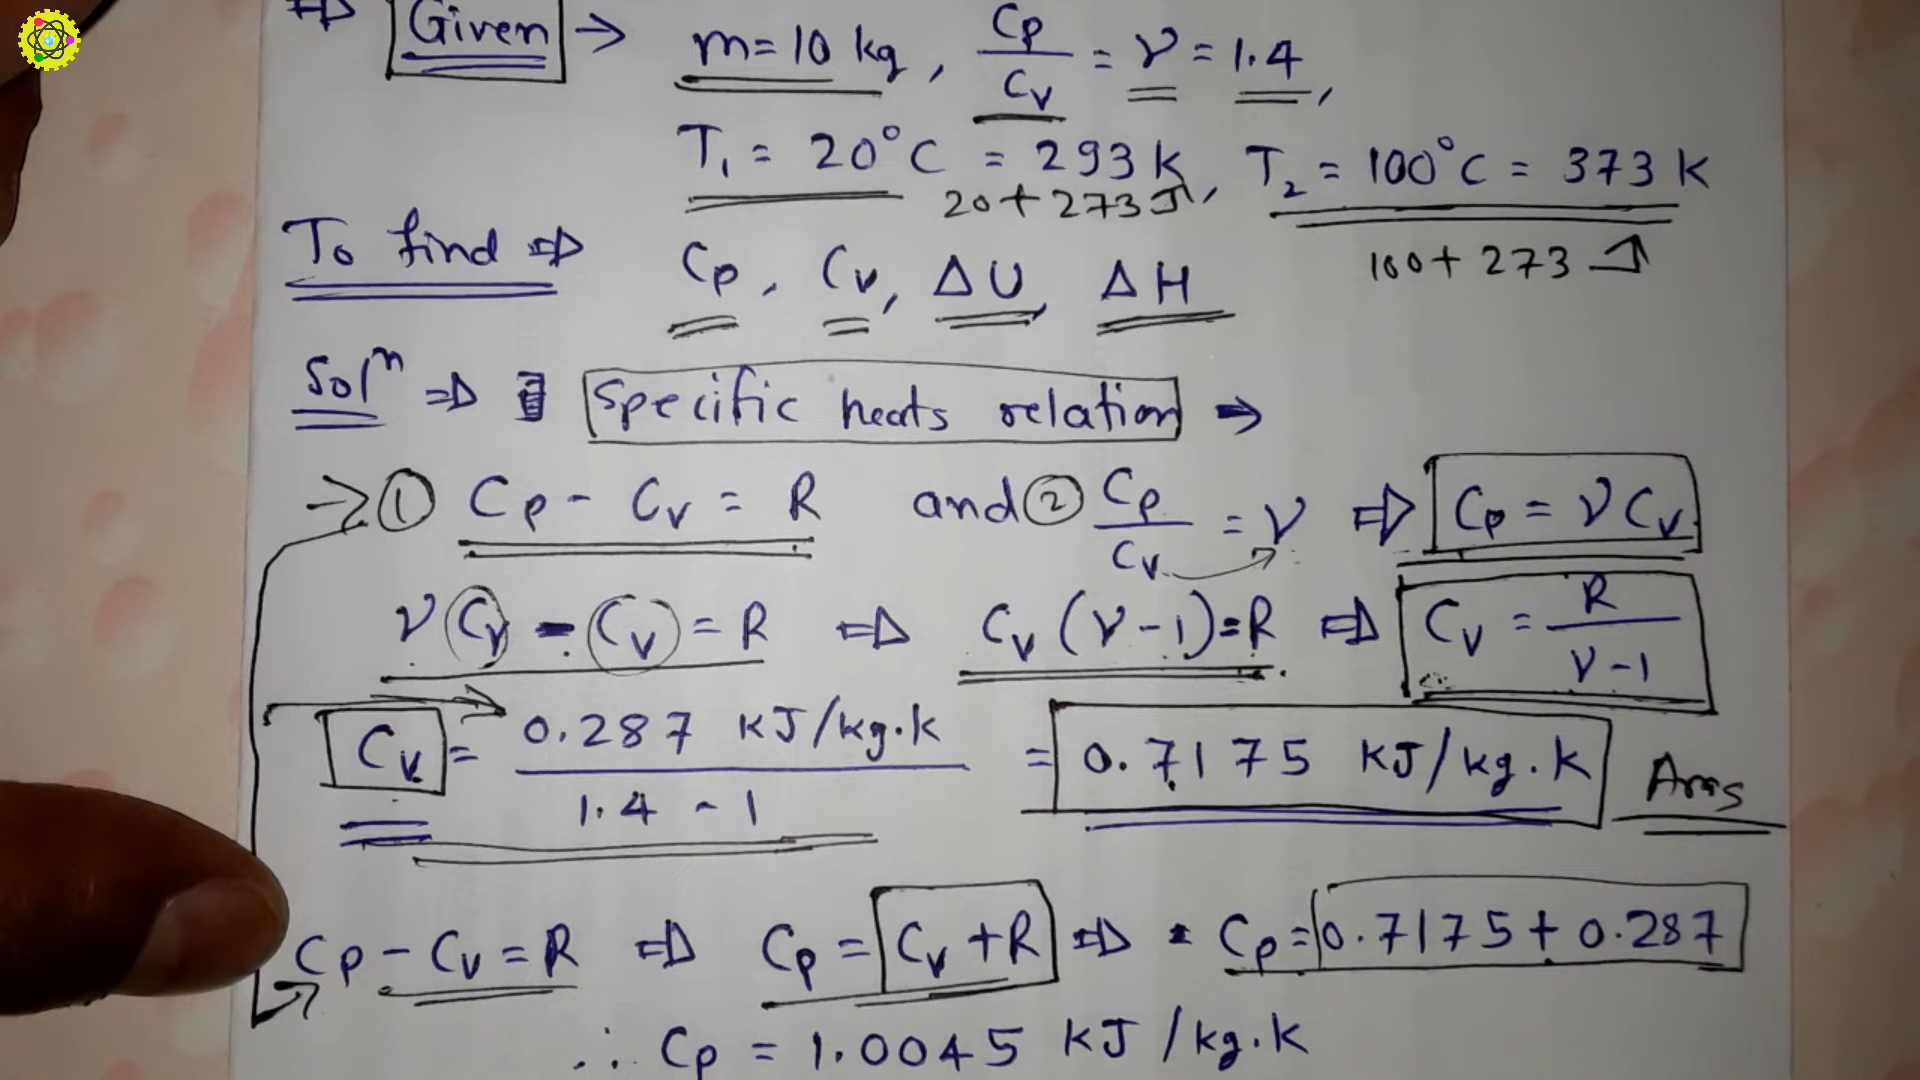 ⇒ Given → m=10 kg, Cp/Cv = γ = 1.4,
T₁ = 20°C = 293 K, T₂ = 100°C = 373 K
20+273 100+273
To find ⇒ Cp, Cv, ΔU, ΔH
Solⁿ ⇒ Specific heats relation →
→ ① Cp - Cv = R and ② Cp/Cv = γ ⇒ Cp = γ Cv
γ Cv - Cv = R ⇒ Cv (γ-1)=R ⇒ Cv = R/γ-1
Cv = 0.287 KJ/kg.k / 1.4 - 1 = 0.7175 KJ/kg.k Ans
Cp - Cv = R ⇒ Cp = Cv + R ⇒ Cp = 0.7175 + 0.287
∴ Cp = 1.0045 KJ/kg.k